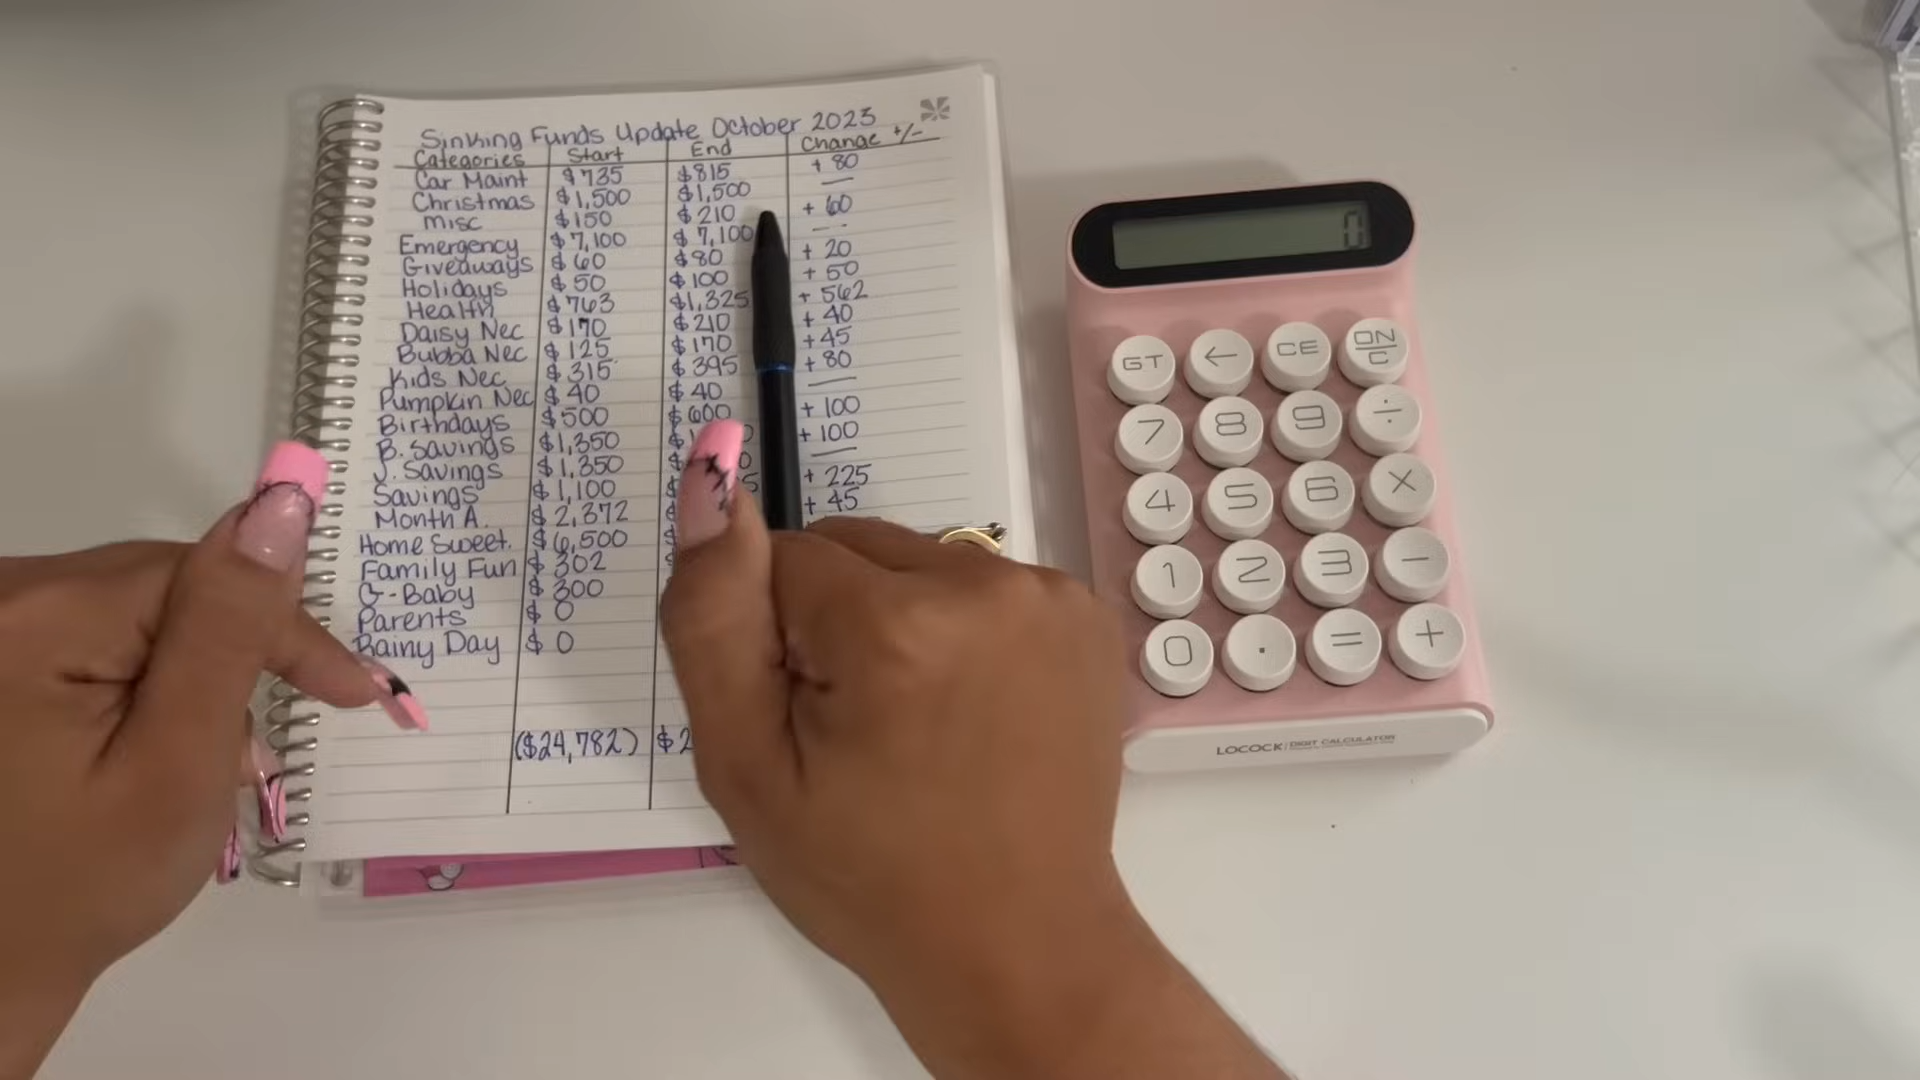 Sinking Funds Update October 2023
Categories Start End Change +/-
Car Maint $735 $815 + 80
Christmas $1,500 $1,500 —
misc $150 $210 + 60
Emergency $7,100 $7,100 --
Giveaways $60 $80 + 20
Holidays $50 $100 + 50
Health $763 $1,325 + 562
Daisy Nec $170 $210 + 40
Bubba Nec $125 $170 +45
Kids Nec $315 $395 + 80
Pumpkin Nec $40 $40 —
Birthdays $500 $600 + 100
B. Savings $1,350 + 100
J. Savings $1,350 —
Savings $1,100 + 225
Month A. $2,372 + 45
Home Sweet. $6,500
Family Fun $302
G-Baby $300
Parents $0
Rainy Day $0
($24,782) $2
0
GT ← CE ON/C
7 8 9 ÷
4 5 6 ×
1 2 3 −
0 . = +
LOCOCK DIGIT CALCULATOR